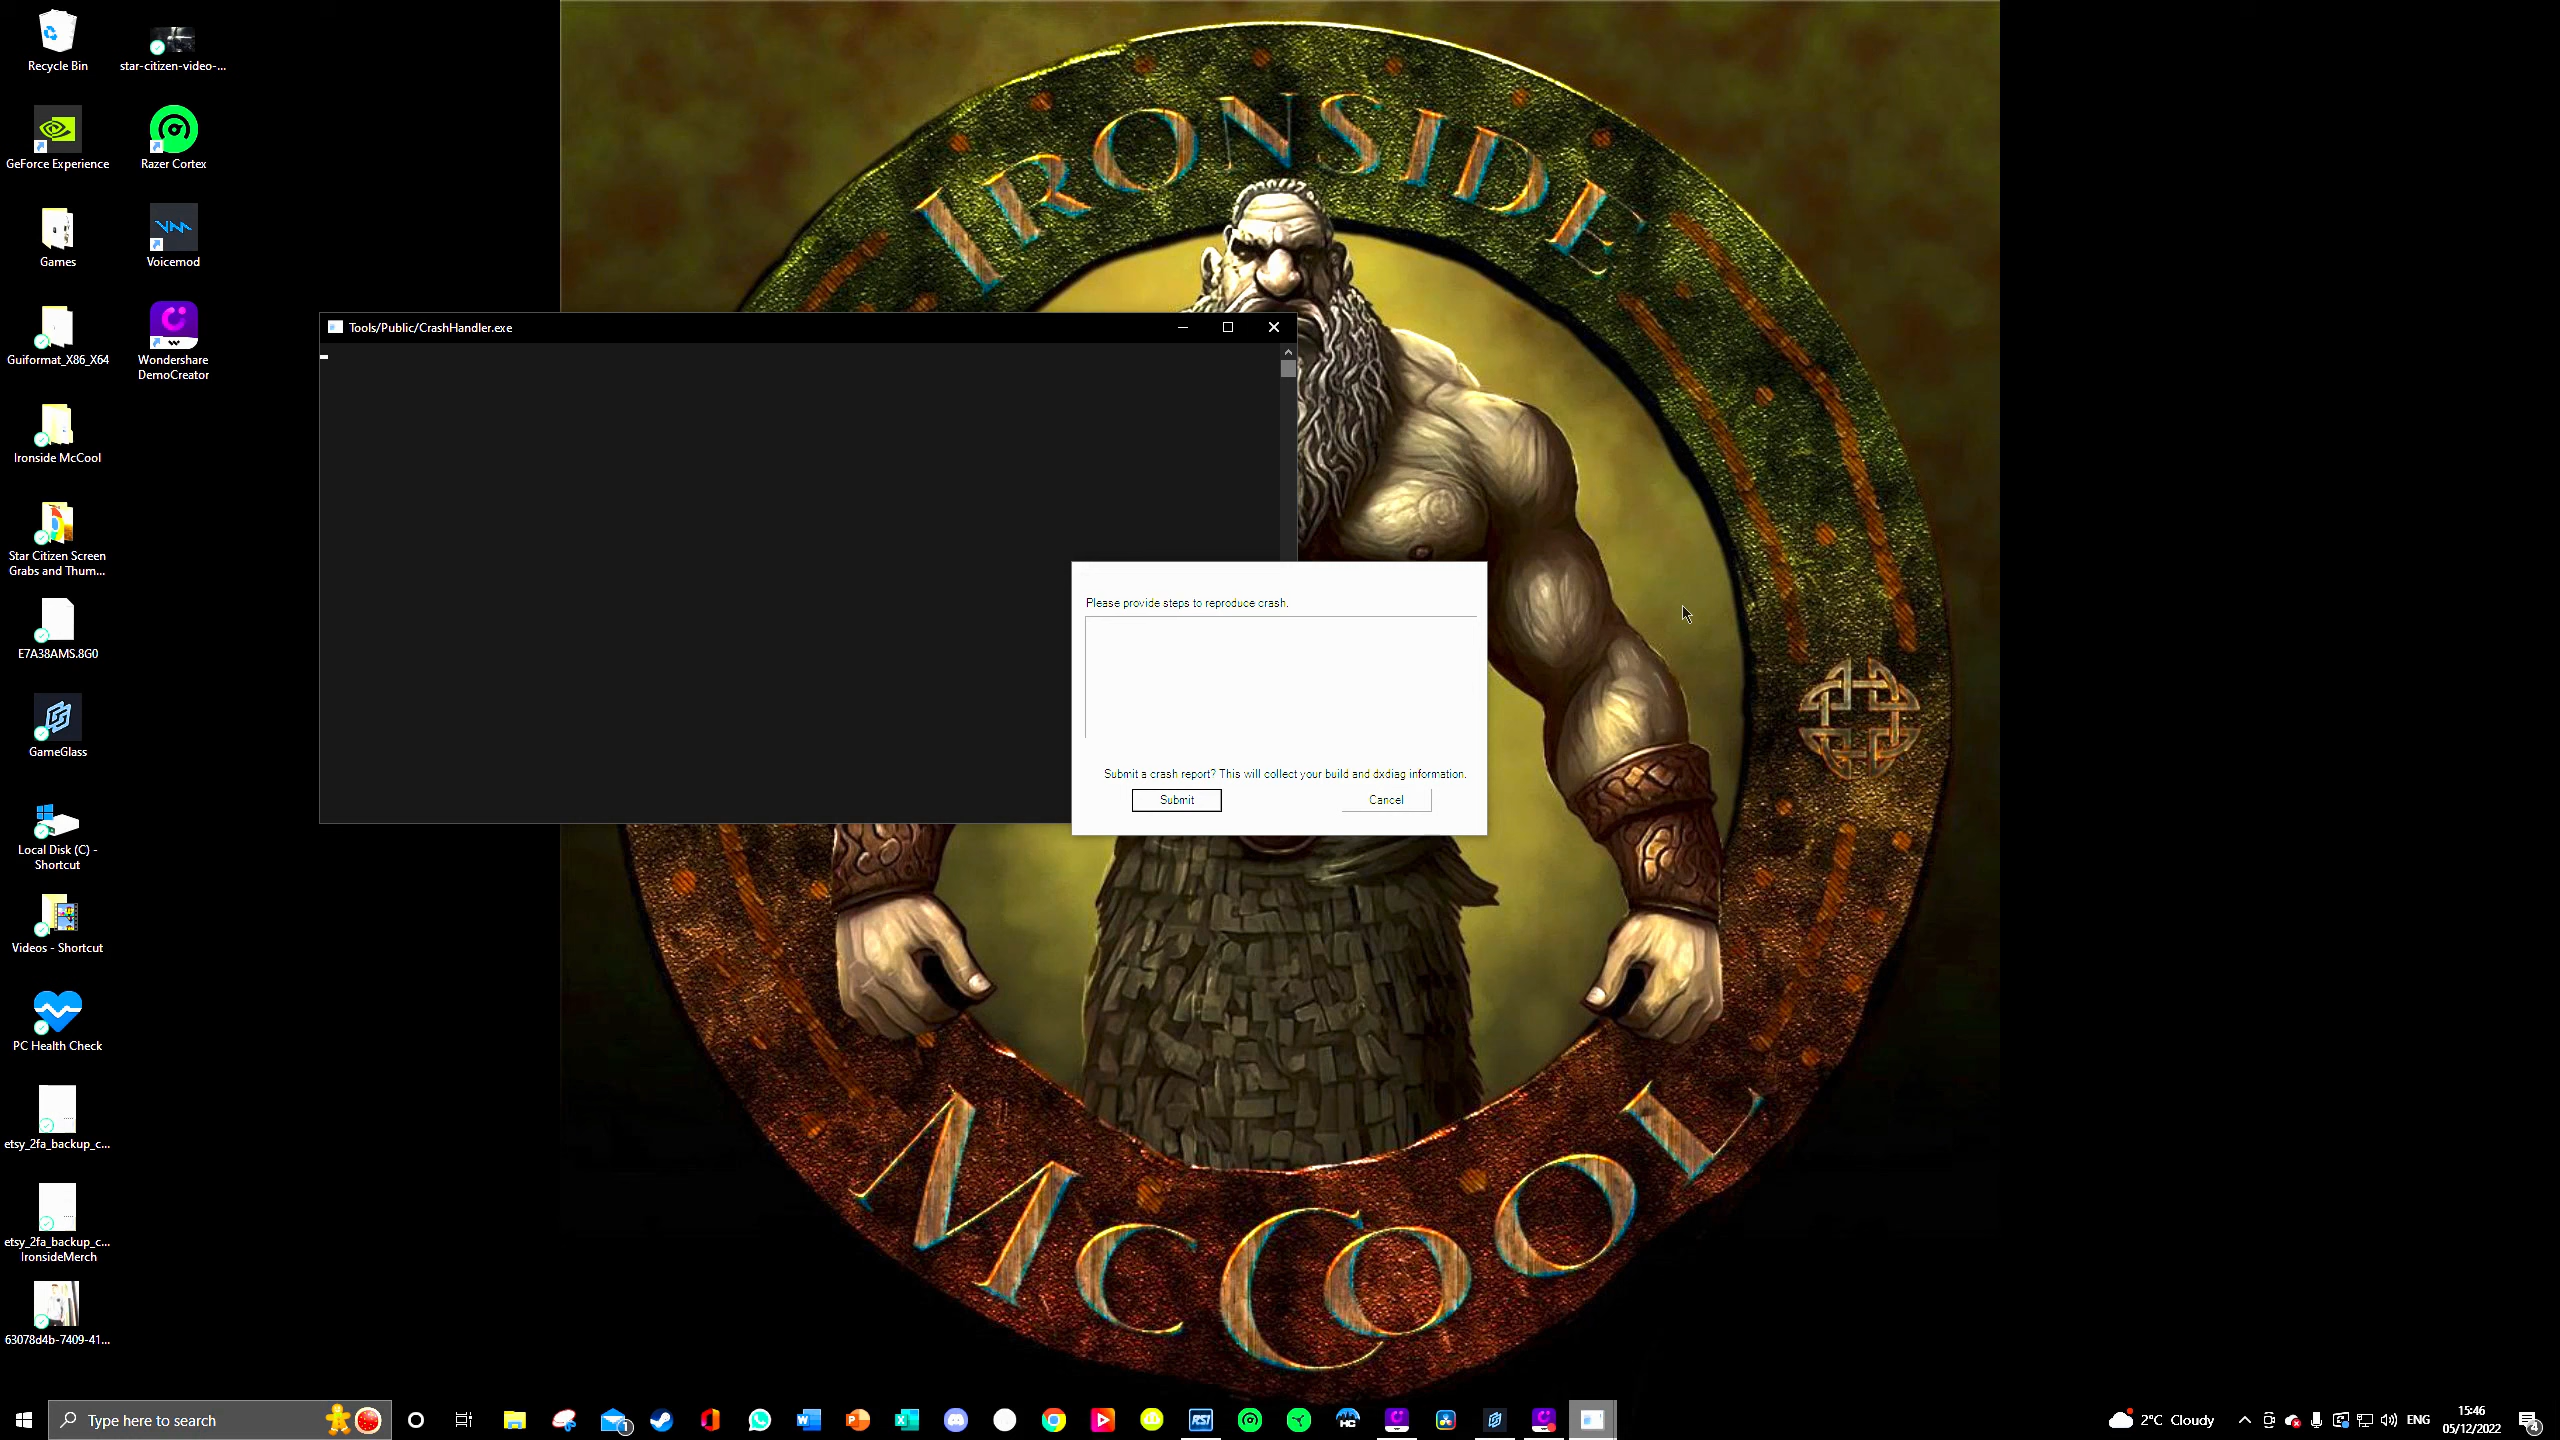 Recycle Bin
star-citizen-video-...
GeForce Experience
Razer Cortex
Games
Voicemod
Guiformat_X86_X64
Wondershare
DemoCreator
Ironside McCool
Star Citizen Screen
Grabs and Thum...
E7A38AMS.8G0
GameGlass
Local Disk (C) -
Shortcut
Videos - Shortcut
PC Health Check
etsy_2fa_backup_c...
etsy_2fa_backup_c...
IronsideMerch
63078d4b-7409-41...
IRONSIDE
MCCOOL
Tools/Public/CrashHandler.exe
Please provide steps to reproduce crash.
Submit a crash report? This will collect your build and dxdiag information.
Submit
Cancel
Type here to search
1
RSI
HC
2°C Cloudy
ENG
15:46
05/12/2022
4